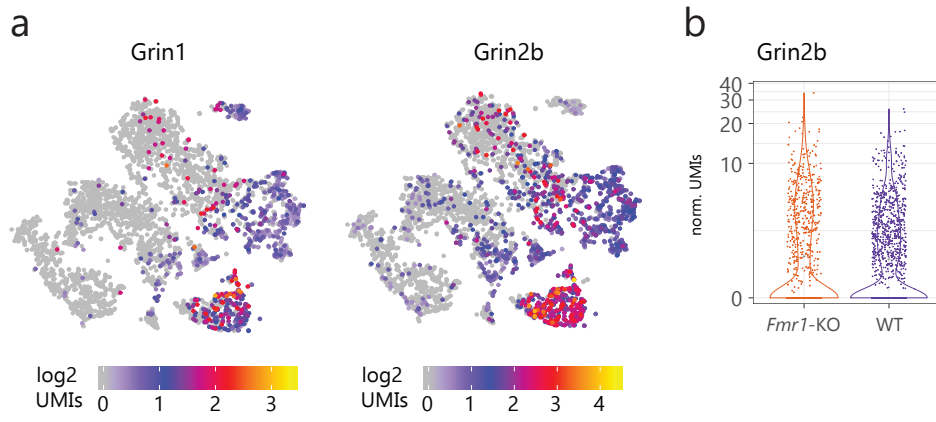 a
Grin1
Grin2b
log2
UMIs
0 1 2 3
log2
UMIs
0 1 2 3 4
b
Grin2b
norm. UMIs
40
30
20
10
0
Fmr1-KO WT